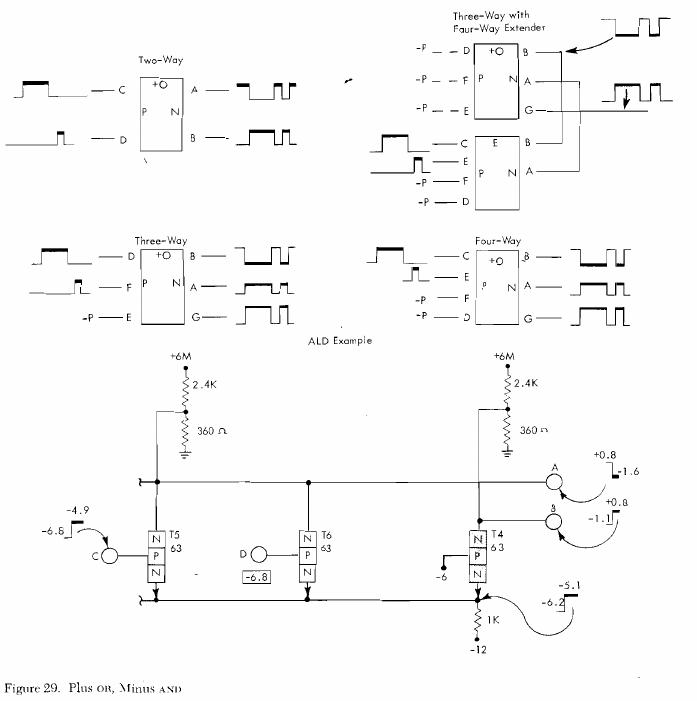 Three-Way with
Four-Way Extender
Two-Way
+O
C
P N
A
D
B
-P D +O B
-P F P N A
-P E G
C E B
E
P N A
-P F
-P D
Three-Way
D +O B
F P N A
-P E G
Four-Way
C +O B
E P N A
-P F
-P D G
ALD Example
+6M
2.4K
360 Ω
+6M
2.4K
360 Ω
A
+0.8
-1.6
B
+0.8
-1.1
-4.9
-6.8
C
N T5
P 63
N
D
-6.8
N T6
P 63
N
N T4
P 63
N
-6
-5.1
-6.2
1K
-12
Figure 29. Plus OR, Minus AND